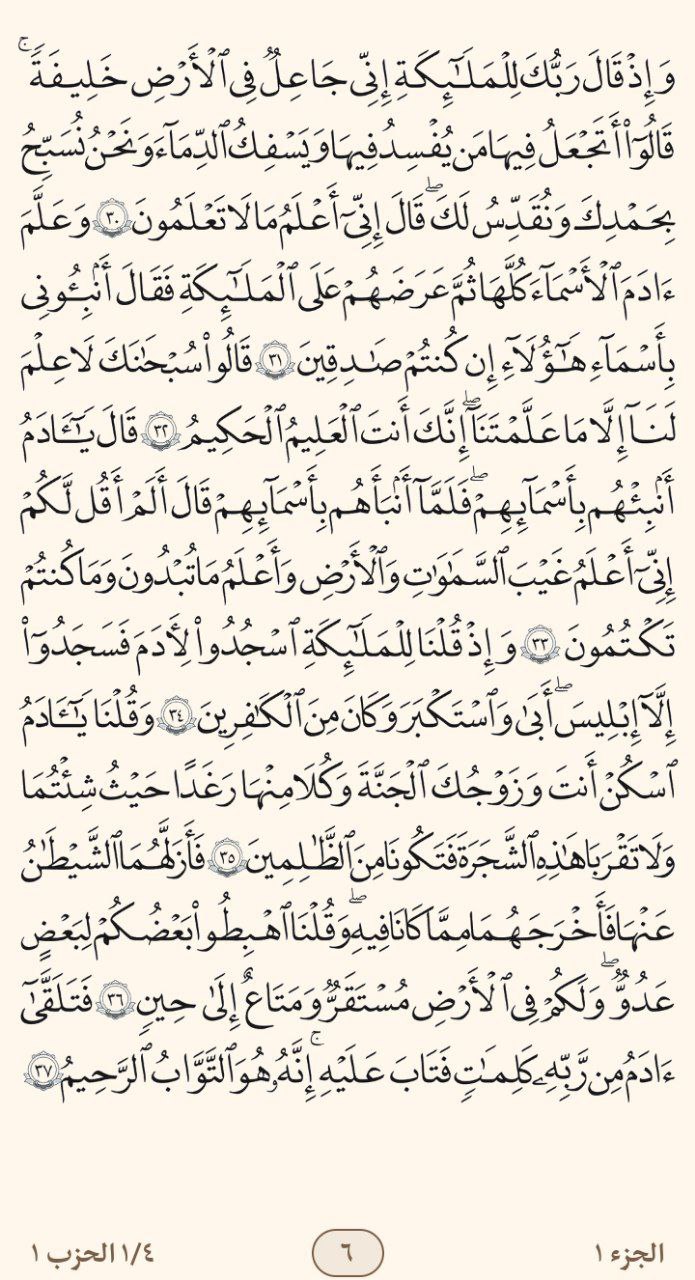 وَإِذْ قَالَ رَبُّكَ لِلْمَلَـٰٓئِكَةِ إِنِّى جَاعِلٌ فِى ٱلْأَرْضِ خَلِيفَةً ۖ
قَالُوٓا۟ أَتَجْعَلُ فِيهَا مَن يُفْسِدُ فِيهَا وَيَسْفِكُ ٱلدِّمَآءَ وَنَحْنُ نُسَبِّحُ
بِحَمْدِكَ وَنُقَدِّسُ لَكَ ۖ قَالَ إِنِّىٓ أَعْلَمُ مَا لَا تَعْلَمُونَ ٣٠ وَعَلَّمَ
ءَادَمَ ٱلْأَسْمَآءَ كُلَّهَا ثُمَّ عَرَضَهُمْ عَلَى ٱلْمَلَـٰٓئِكَةِ فَقَالَ أَنۢبِـُٔونِى
بِأَسْمَآءِ هَـٰٓؤُلَآءِ إِن كُنتُمْ صَـٰدِقِينَ ٣١ قَالُوا۟ سُبْحَـٰنَكَ لَا عِلْمَ
لَنَآ إِلَّا مَا عَلَّمْتَنَآ ۖ إِنَّكَ أَنتَ ٱلْعَلِيمُ ٱلْحَكِيمُ ٣٢ قَالَ يَـٰٓـَٔادَمُ
أَنۢبِئْهُم بِأَسْمَآئِهِمْ ۖ فَلَمَّآ أَنۢبَأَهُم بِأَسْمَآئِهِمْ قَالَ أَلَمْ أَقُل لَّكُمْ
إِنِّىٓ أَعْلَمُ غَيْبَ ٱلسَّمَـٰوَٰتِ وَٱلْأَرْضِ وَأَعْلَمُ مَا تُبْدُونَ وَمَا كُنتُمْ
تَكْتُمُونَ ٣٣ وَإِذْ قُلْنَا لِلْمَلَـٰٓئِكَةِ ٱسْجُدُوا۟ لِـَٔادَمَ فَسَجَدُوٓا۟
إِلَّآ إِبْلِيسَ ۖ أَبَىٰ وَٱسْتَكْبَرَ وَكَانَ مِنَ ٱلْكَـٰفِرِينَ ٣٤ وَقُلْنَا يَـٰٓـَٔادَمُ
ٱسْكُنْ أَنتَ وَزَوْجُكَ ٱلْجَنَّةَ وَكُلَا مِنْهَا رَغَدًا حَيْثُ شِئْتُمَا
وَلَا تَقْرَبَا هَـٰذِهِ ٱلشَّجَرَةَ فَتَكُونَا مِنَ ٱلظَّـٰلِمِينَ ٣٥ فَأَزَلَّهُمَا ٱلشَّيْطَـٰنُ
عَنْهَا فَأَخْرَجَهُمَا مِمَّا كَانَا فِيهِ ۖ وَقُلْنَا ٱهْبِطُوا۟ بَعْضُكُمْ لِبَعْضٍ
عَدُوٌّ ۖ وَلَكُمْ فِى ٱلْأَرْضِ مُسْتَقَرٌّ وَمَتَـٰعٌ إِلَىٰ حِينٍ ٣٦ فَتَلَقَّىٰٓ
ءَادَمُ مِن رَّبِّهِۦ كَلِمَـٰتٍ فَتَابَ عَلَيْهِ ۚ إِنَّهُۥ هُوَ ٱلتَّوَّابُ ٱلرَّحِيمُ ٣٧
الجزء ١
٦
١/٤ الحزب ١